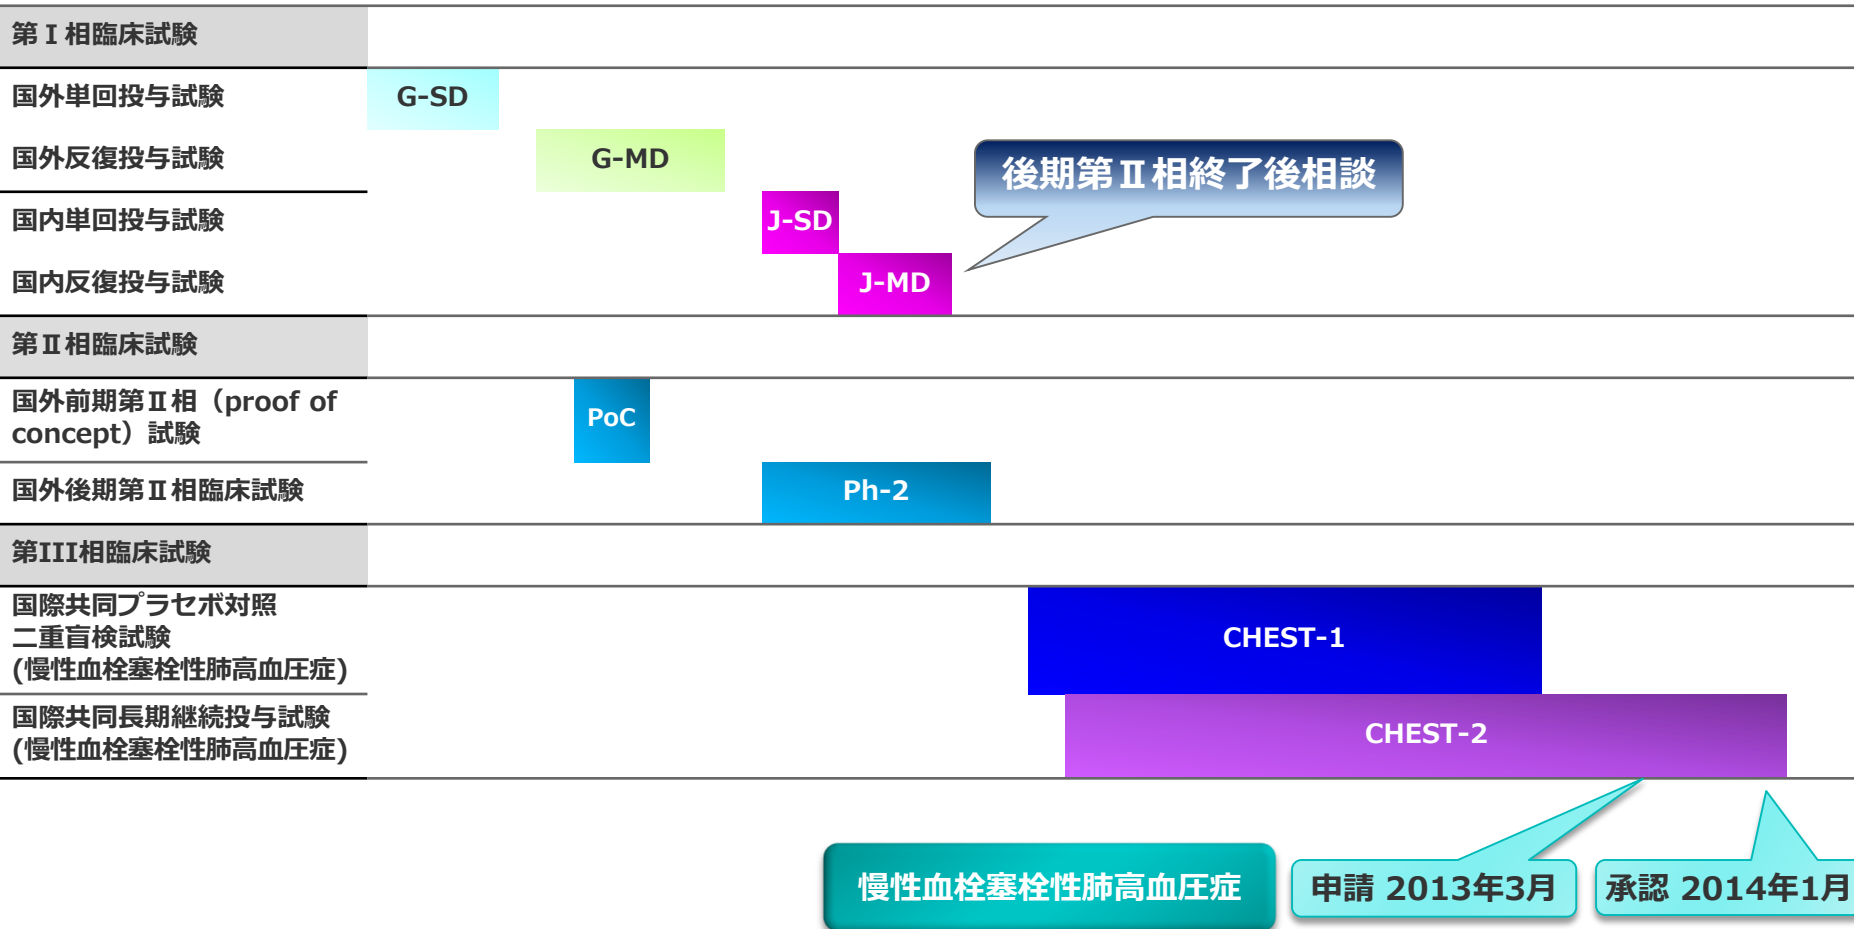 第Ⅰ相臨床試験
国外単回投与試験
G-SD
国外反復投与試験
G-MD
後期第Ⅱ相終了後相談
国内単回投与試験
J-SD
国内反復投与試験
J-MD
第Ⅱ相臨床試験
国外前期第Ⅱ相（proof of
concept）試験
PoC
国外後期第Ⅱ相臨床試験
Ph-2
第III相臨床試験
国際共同プラセボ対照
二重盲検試験
(慢性血栓塞栓性肺高血圧症)
CHEST-1
国際共同長期継続投与試験
(慢性血栓塞栓性肺高血圧症)
CHEST-2
慢性血栓塞栓性肺高血圧症
申請 2013年3月
承認 2014年1月